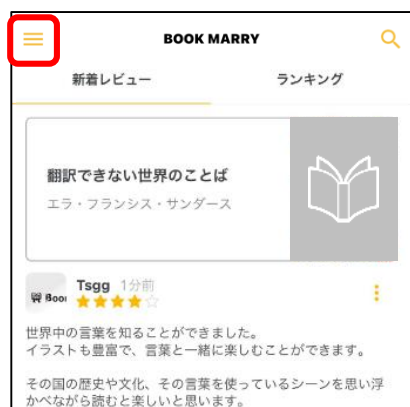 BOOK MARRY
新着レビュー
ランキング
翻訳できない世界のことば
エラ・フランシス・サンダース
Tsgg 1分前
Boo
世界中の言葉を知ることができました。
イラストも豊富で、言葉と一緒に楽しむことができます。
その国の歴史や文化、その言葉を使っているシーンを思い浮
かべながら読むと楽しいと思います。